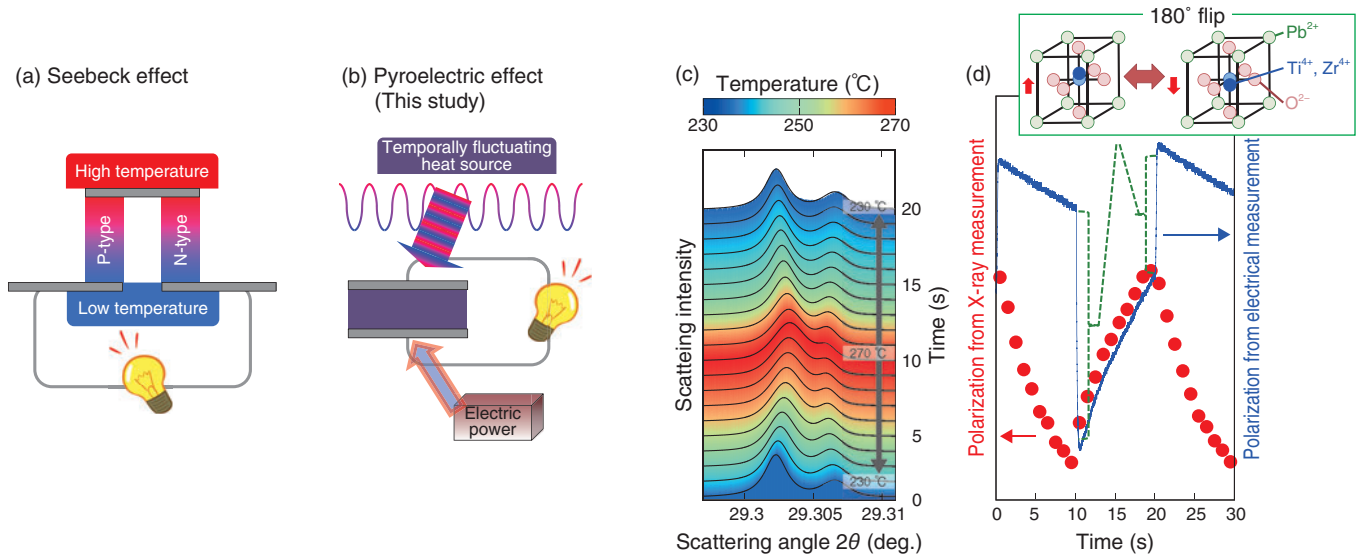 (a) Seebeck effect
High temperature
P-type
N-type
Low temperature
(b) Pyroelectric effect
(This study)
Temporally fluctuating
heat source
Electric
power
(c)
Temperature (℃)
230
250
270
Scatteing intensity
230 ℃
270 ℃
230 ℃
20
15
10
5
0
Time (s)
29.3
29.305
29.31
Scattering angle 2θ (deg.)
(d)
180° flip
Pb2+
Ti4+, Zr4+
O2−
Polarization from X-ray measurement
Polarization from electrical measurement
0
5
10
15
20
25
30
Time (s)